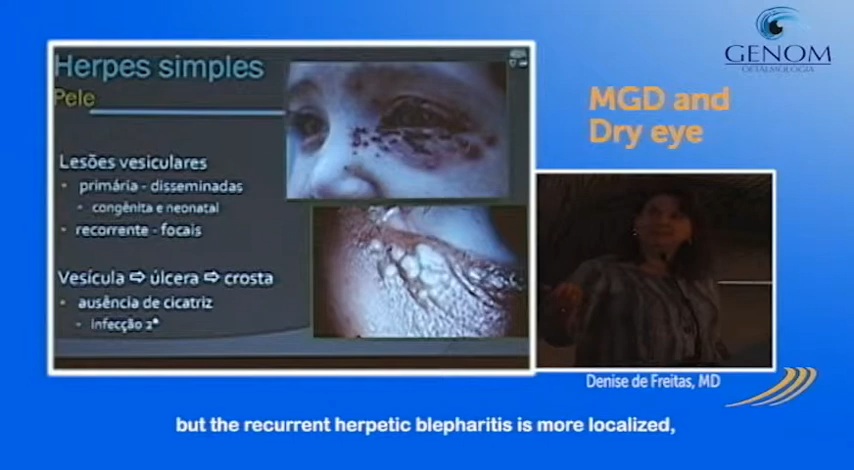 GENOM
OFTALMOLOGIA
MGD and
Dry eye
Herpes simples
Pele
Lesões vesiculares
• primária - disseminadas
• congênita e neonatal
• recorrente - focais
Vesícula ⇨ úlcera ⇨ crosta
• ausência de cicatriz
• infecção 2ª
Denise de Freitas, MD
but the recurrent herpetic blepharitis is more localized,